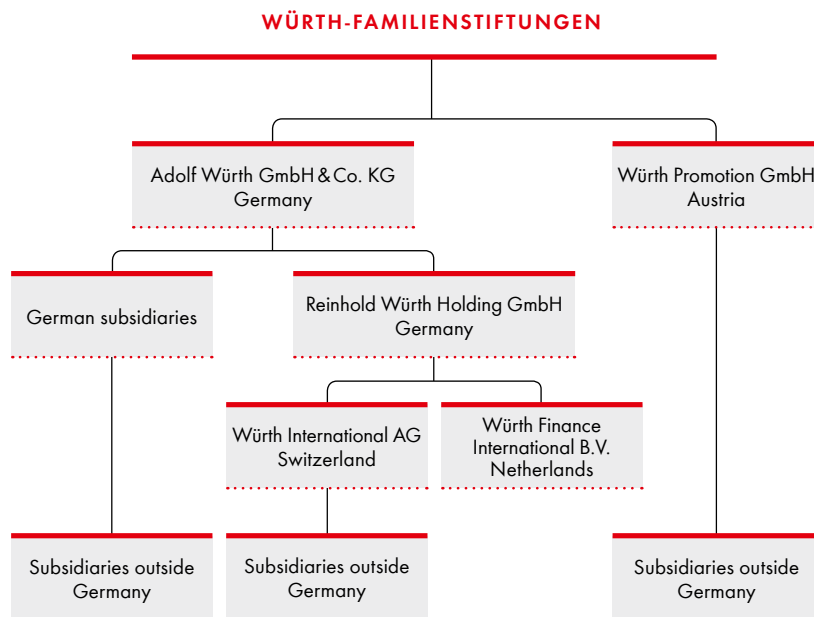 WÜRTH-FAMILIENSTIFTUNGEN
Adolf Würth GmbH & Co. KG
Germany
Würth Promotion GmbH
Austria
German subsidiaries
Reinhold Würth Holding GmbH
Germany
Würth International AG
Switzerland
Würth Finance
International B.V.
Netherlands
Subsidiaries outside
Germany
Subsidiaries outside
Germany
Subsidiaries outside
Germany